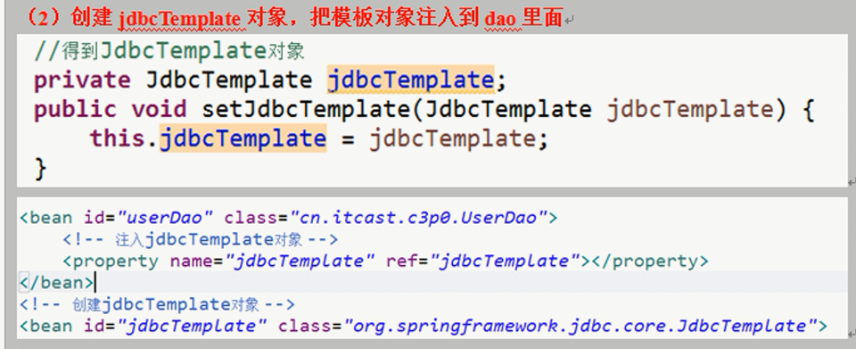 （2）创建 jdbcTemplate 对象，把模板对象注入到 dao 里面
//得到JdbcTemplate对象
private JdbcTemplate jdbcTemplate;
public void setJdbcTemplate(JdbcTemplate jdbcTemplate) {
this.jdbcTemplate = jdbcTemplate;
}
<bean id="userDao" class="cn.itcast.c3p0.UserDao">
<!-- 注入jdbcTemplate对象 -->
<property name="jdbcTemplate" ref="jdbcTemplate"></property>
</bean>
<!-- 创建jdbcTemplate对象 -->
<bean id="jdbcTemplate" class="org.springframework.jdbc.core.JdbcTemplate">